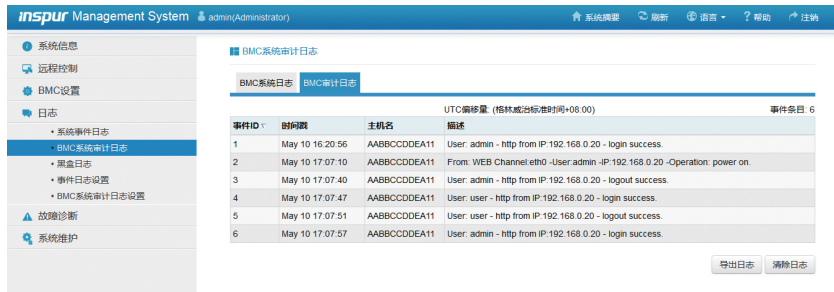 inspur Management System admin(Administrator) 系统摘要 刷新 语言 ? 帮助 注销
系统信息
远程控制
BMC设置
日志
• 系统事件日志
• BMC系统审计日志
• 黑盒日志
• 事件日志设置
• BMC系统审计日志设置
故障诊断
系统维护
BMC系统审计日志
BMC系统日志 BMC审计日志
UTC偏移量: (格林威治标准时间+08:00) 事件条目: 6
事件ID 时间戳 主机名 描述
1 May 10 16:20:56 AABBCCDDEA11 User: admin - http from IP:192.168.0.20 - login success.
2 May 10 17:07:10 AABBCCDDEA11 From: WEB Channel:eth0 -User:admin -IP:192.168.0.20 -Operation: power on.
3 May 10 17:07:40 AABBCCDDEA11 User: admin - http from IP:192.168.0.20 - logout success.
4 May 10 17:07:47 AABBCCDDEA11 User: user - http from IP:192.168.0.20 - login success.
5 May 10 17:07:51 AABBCCDDEA11 User: user - http from IP:192.168.0.20 - logout success.
6 May 10 17:07:57 AABBCCDDEA11 User: admin - http from IP:192.168.0.20 - login success.
导出日志 清除日志